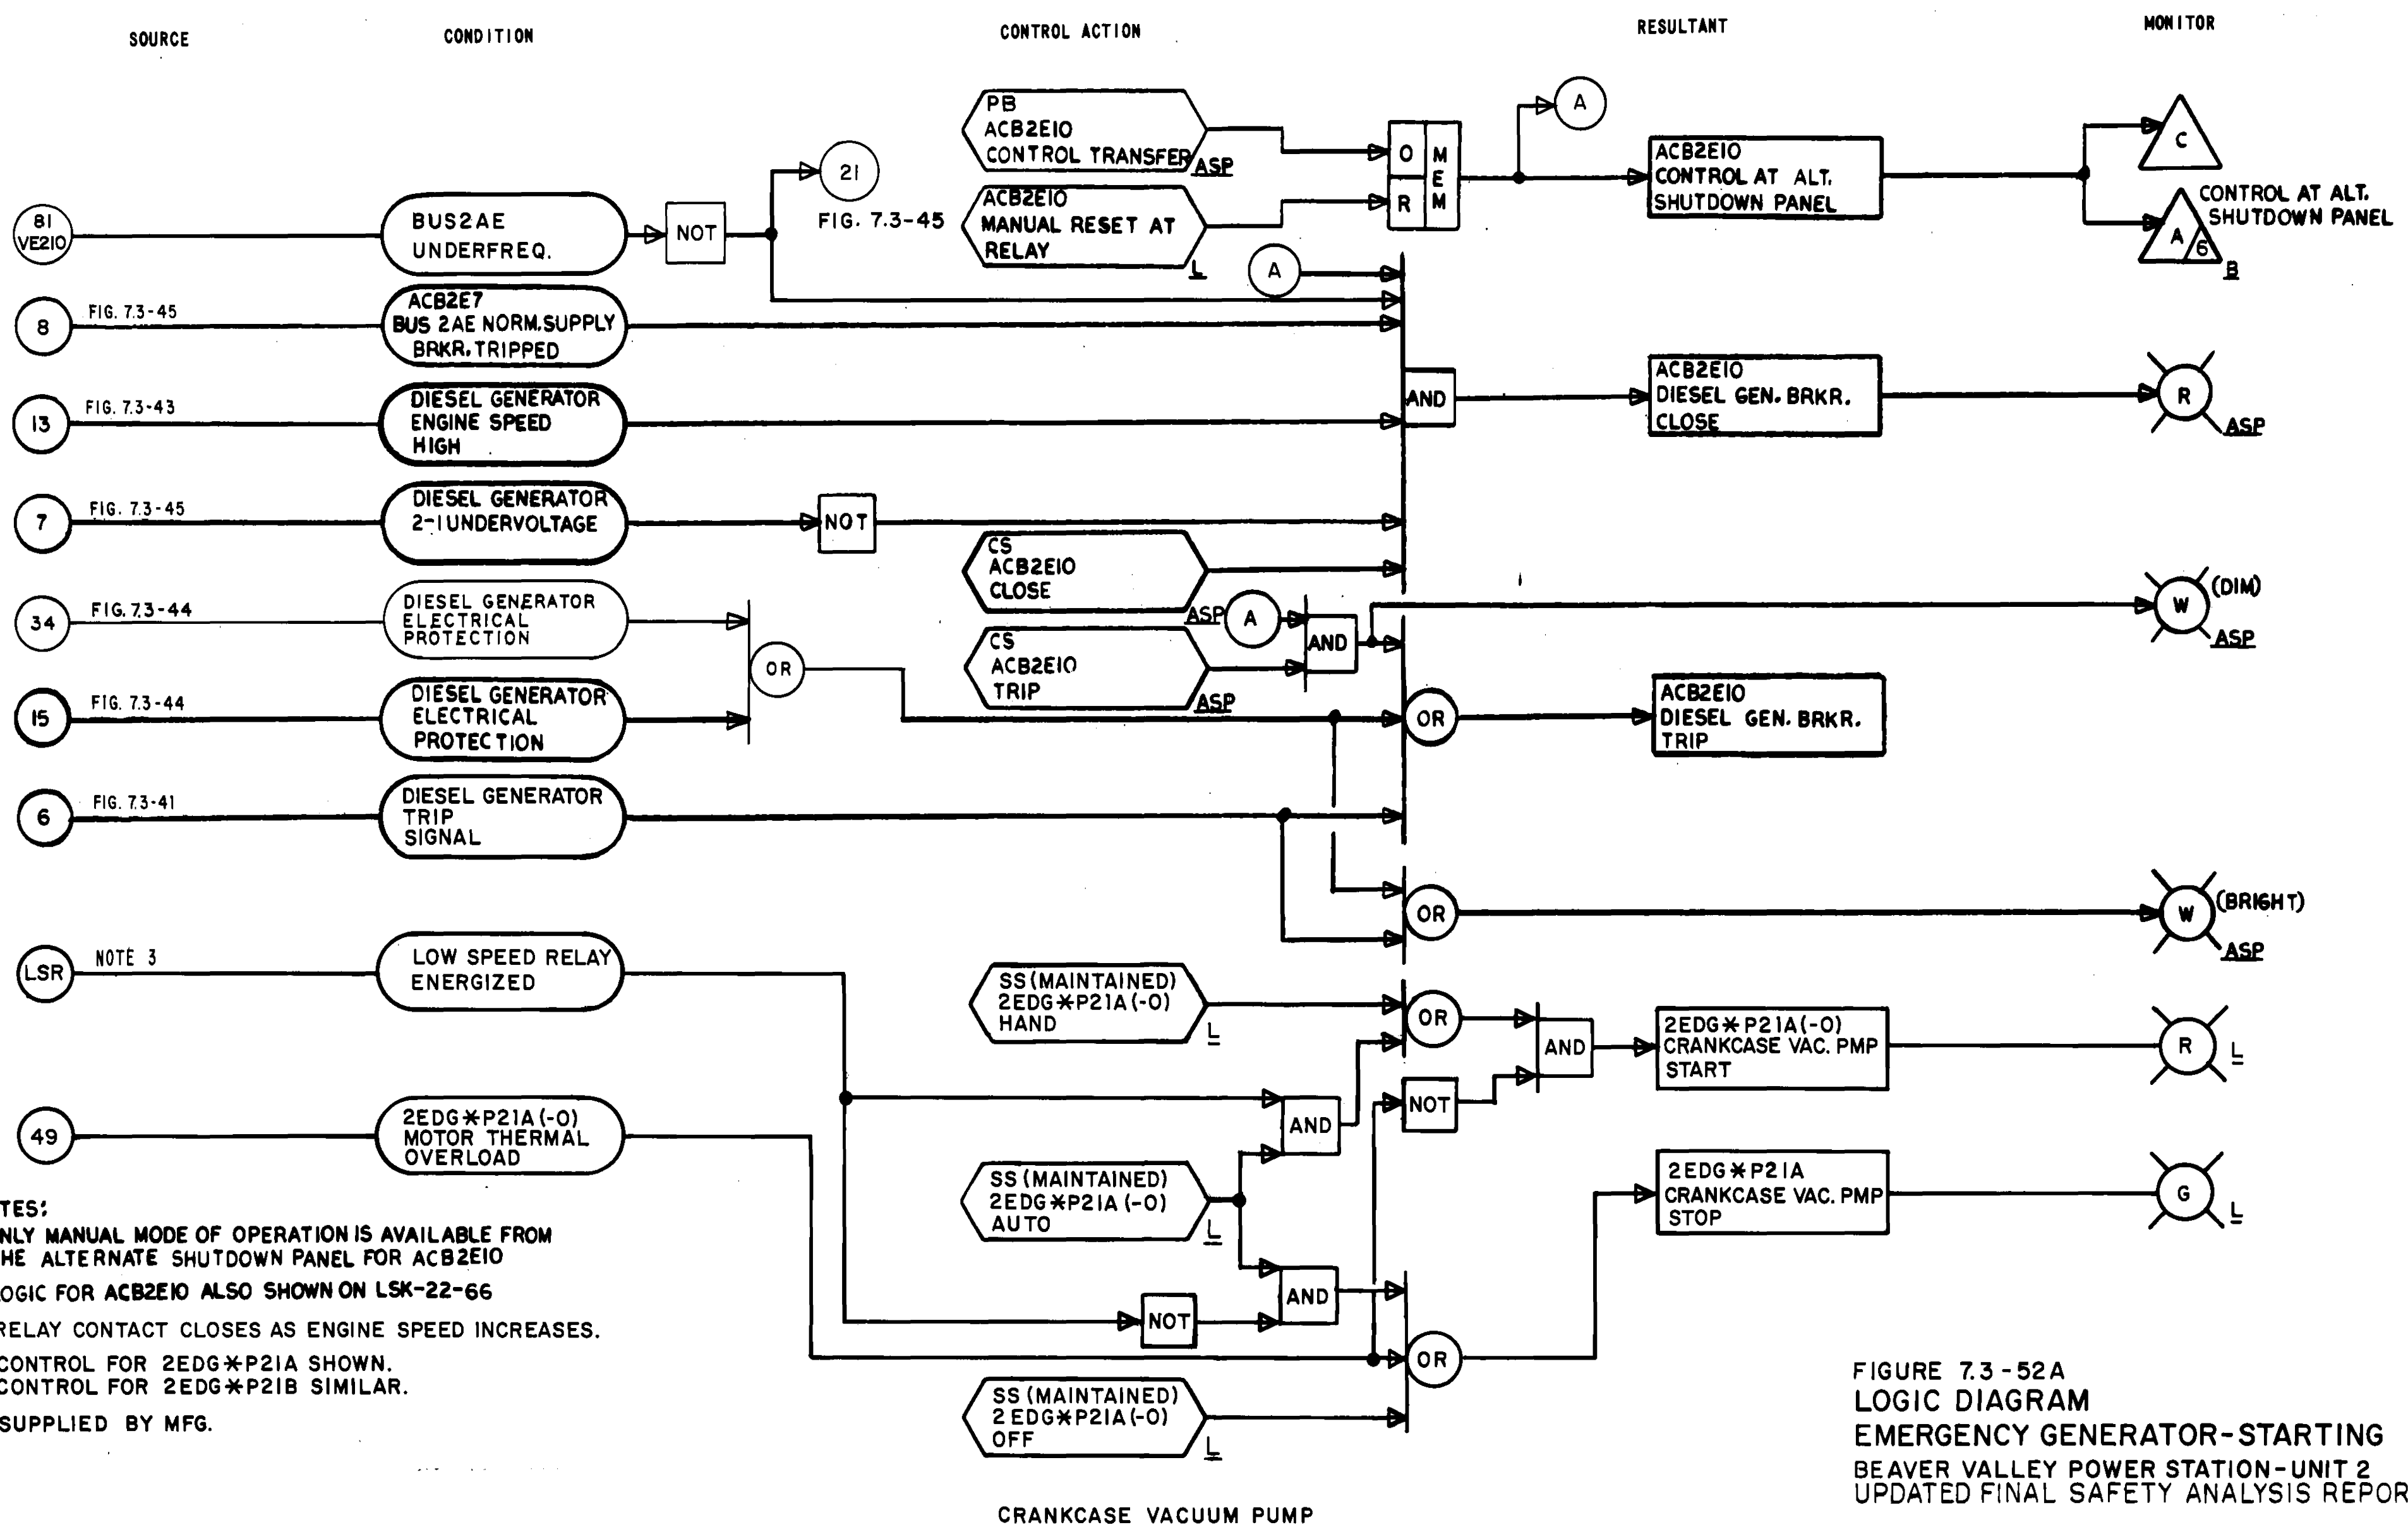 SOURCE
CONDITION
CONTROL ACTION
RESULTANT
MONITOR
PB
ACB2E10
CONTROL TRANSFER
ASP
O
R
MEM
A
ACB2E10
CONTROL AT ALT.
SHUTDOWN PANEL
C
CONTROL AT ALT.
SHUTDOWN PANEL
A
6
B
81
VE210
BUS2AE
UNDERFREQ.
NOT
21
FIG. 7.3-45
ACB2E10
MANUAL RESET AT
RELAY
L
A
8
FIG. 7.3-45
ACB2E7
BUS 2AE NORM.SUPPLY
BRKR.TRIPPED
13
FIG. 7.3-43
DIESEL GENERATOR
ENGINE SPEED
HIGH
AND
ACB2E10
DIESEL GEN. BRKR.
CLOSE
R
ASP
7
FIG. 7.3-45
DIESEL GENERATOR
2-1 UNDERVOLTAGE
NOT
CS
ACB2E10
CLOSE
ASP
34
FIG. 7.3-44
DIESEL GENERATOR
ELECTRICAL
PROTECTION
OR
A
AND
W
(DIM)
ASP
CS
ACB2E10
TRIP
ASP
15
FIG. 7.3-44
DIESEL GENERATOR
ELECTRICAL
PROTECTION
OR
ACB2E10
DIESEL GEN. BRKR.
TRIP
6
FIG. 7.3-41
DIESEL GENERATOR
TRIP
SIGNAL
OR
W
(BRIGHT)
ASP
LSR
NOTE 3
LOW SPEED RELAY
ENERGIZED
SS (MAINTAINED)
2EDG*P21A(-O)
HAND
L
OR
AND
2EDG*P21A(-O)
CRANKCASE VAC. PMP
START
R
L
49
2EDG*P21A(-O)
MOTOR THERMAL
OVERLOAD
AND
NOT
SS (MAINTAINED)
2EDG*P21A(-O)
AUTO
L
2EDG*P21A
CRANKCASE VAC. PMP
STOP
G
L
NOT
AND
OR
SS (MAINTAINED)
2EDG*P21A(-O)
OFF
L
TES:
NLY MANUAL MODE OF OPERATION IS AVAILABLE FROM
HE ALTERNATE SHUTDOWN PANEL FOR ACB2E10
OGIC FOR ACB2E10 ALSO SHOWN ON LSK-22-66
RELAY CONTACT CLOSES AS ENGINE SPEED INCREASES.
CONTROL FOR 2EDG*P21A SHOWN.
CONTROL FOR 2EDG*P21B SIMILAR.
SUPPLIED BY MFG.
CRANKCASE VACUUM PUMP
FIGURE 7.3-52A
LOGIC DIAGRAM
EMERGENCY GENERATOR-STARTING
BEAVER VALLEY POWER STATION-UNIT 2
UPDATED FINAL SAFETY ANALYSIS REPOR